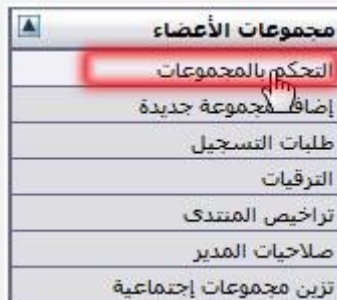 مجموعات الأعضاء
التحكم بالمجموعات
إضافة مجموعة جديدة
طلبات التسجيل
الترقيات
تراخيص المنتدى
صلاحيات المدير
تزين مجموعات إجتماعية